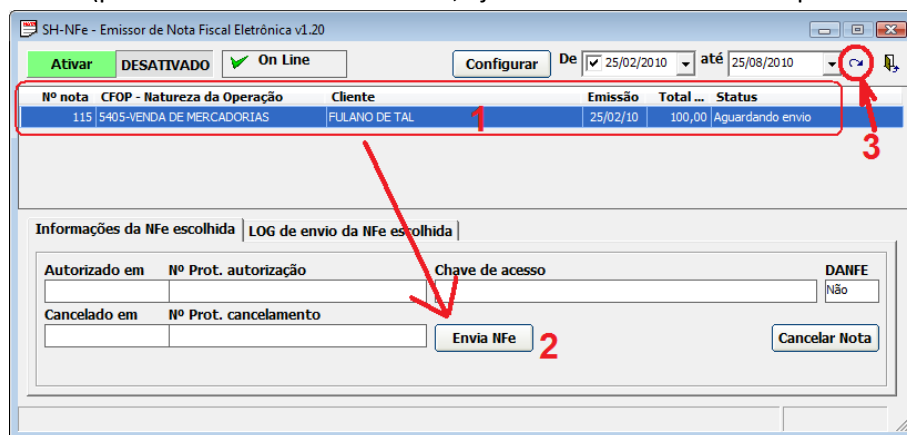 SH-NFe - Emissor de Nota Fiscal Eletrônica v1.20
Ativar DESATIVADO On Line Configurar De 25/02/2010 até 25/08/2010
Nº nota CFOP - Natureza da Operação Cliente Emissão Total ... Status
115 5405-VENDA DE MERCADORIAS FULANO DE TAL 1 25/02/10 100,00 Aguardando envio
3
Informações da NFe escolhida LOG de envio da NFe escolhida
Autorizado em Nº Prot. autorização Chave de acesso DANFE
Não
Cancelado em Nº Prot. cancelamento
Envia NFe 2 Cancelar Nota